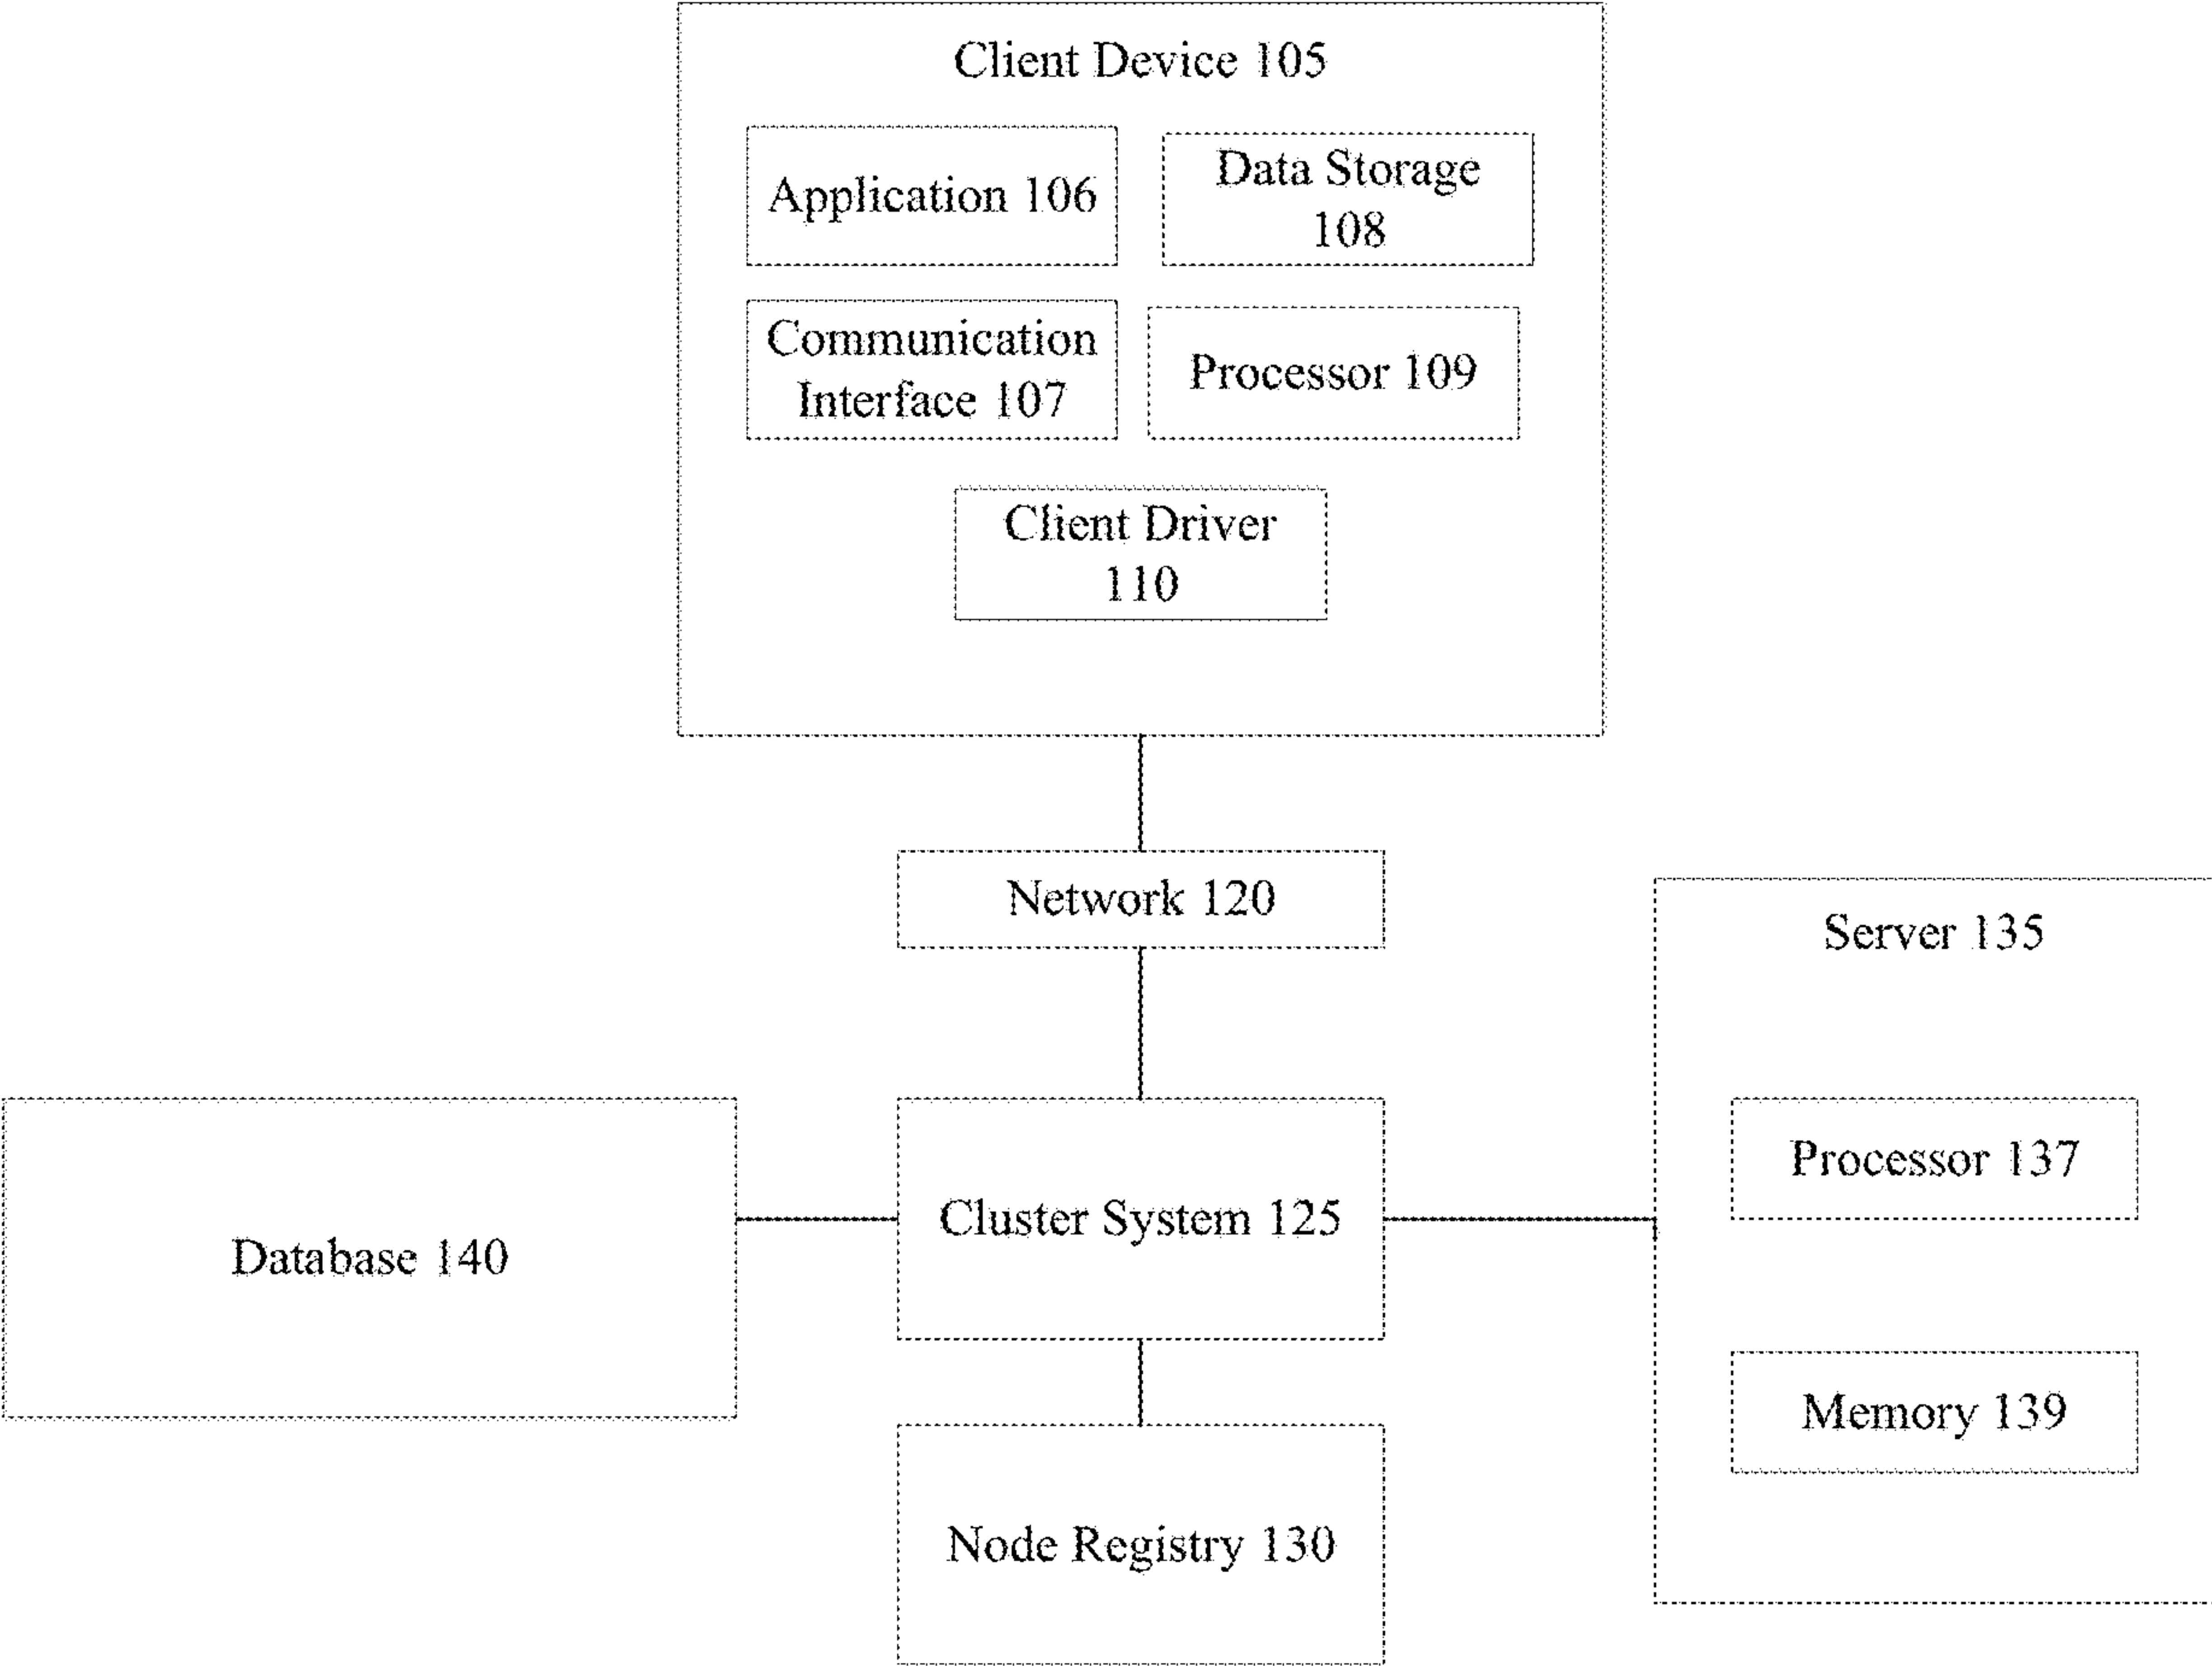 Client Device 105
Application 106
Data Storage
108
Communication
Interface 107
Processor 109
Client Driver
110
Network 120
Server 135
Processor 137
Cluster System 125
Database 140
Memory 139
Node Registry 130